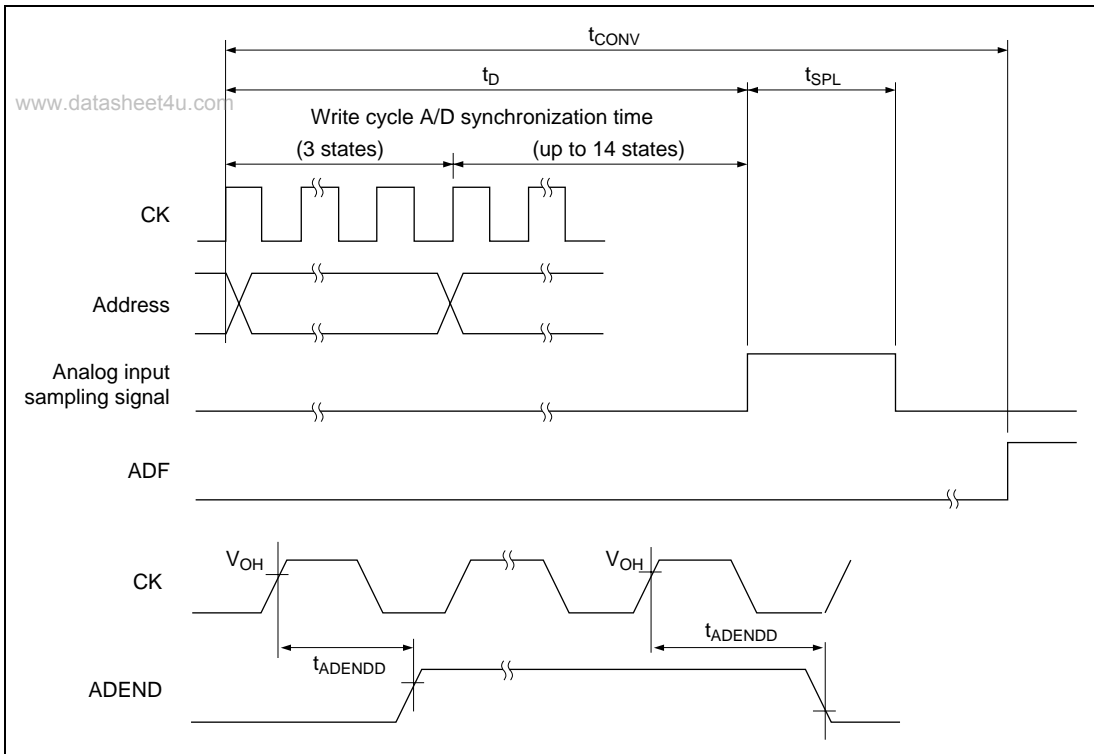 tCONV
tD tSPL
www.datasheet4u.com
Write cycle A/D synchronization time
(3 states) (up to 14 states)
CK
Address
Analog input
sampling signal
ADF
VOH VOH
CK
tADENDD tADENDD
ADEND